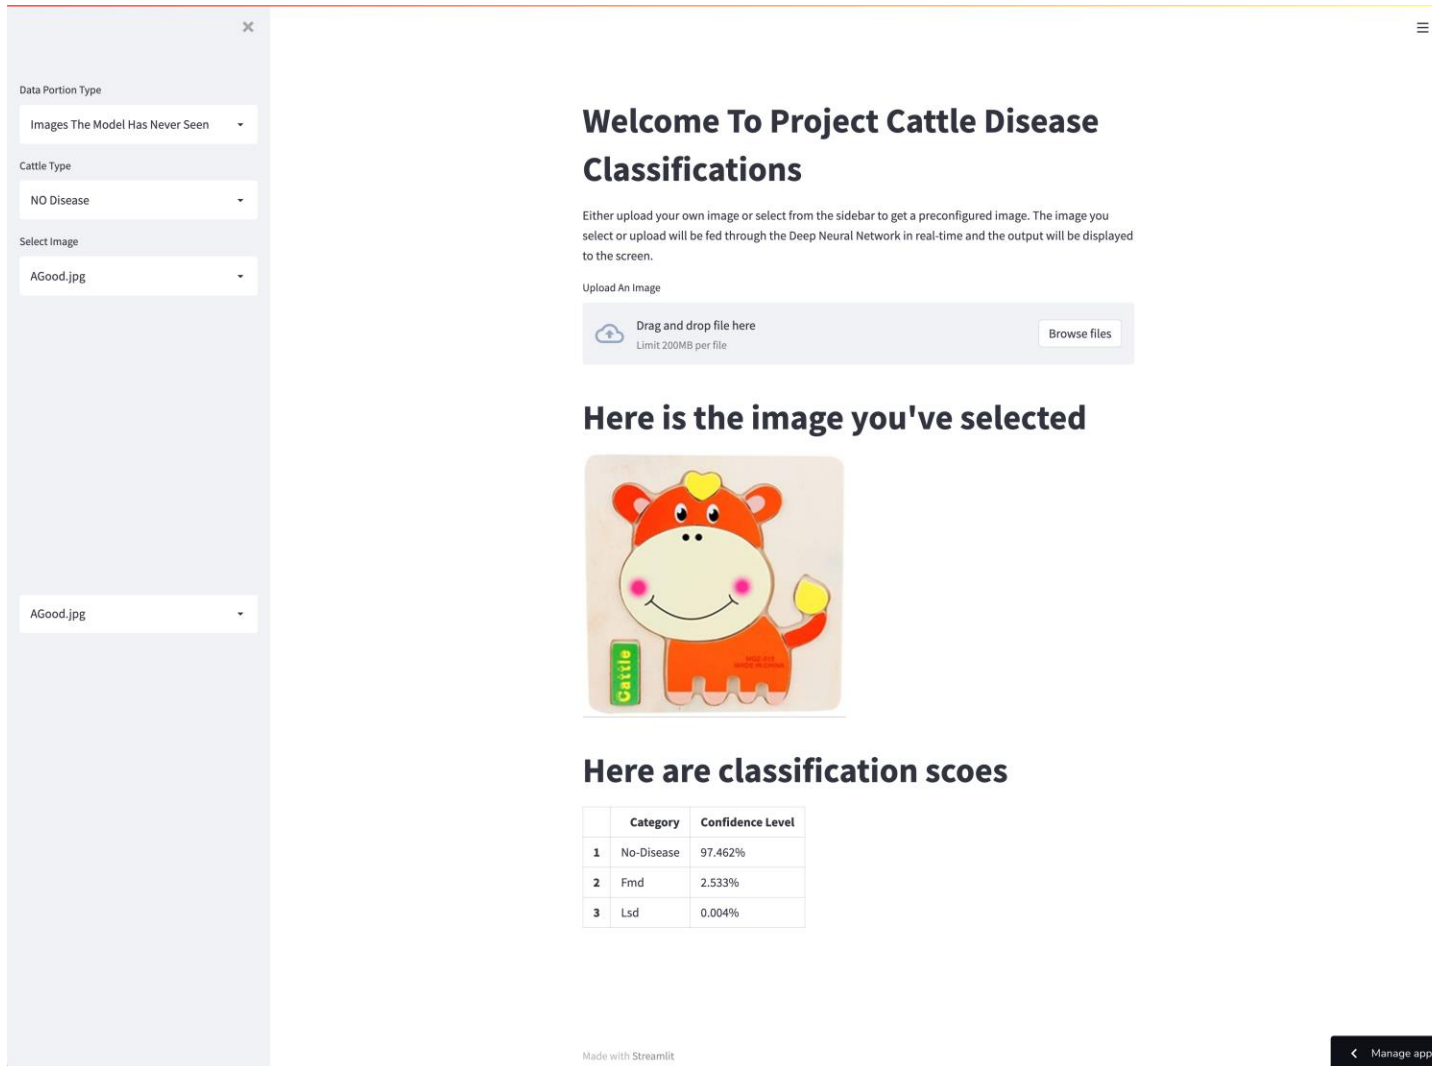 Data Portion Type
Images The Model Has Never Seen
Cattle Type
NO Disease
Select Image
AGood.jpg
AGood.jpg
Welcome To Project Cattle Disease
Classifications
Either upload your own image or select from the sidebar to get a preconfigured image. The image you
select or upload will be fed through the Deep Neural Network in real-time and the output will be displayed
to the screen.
Upload An Image
Drag and drop file here
Limit 200MB per file
Browse files
Here is the image you've selected
Cattle
MADE IN CHINA
Here are classification scoes
Category Confidence Level
1 No-Disease 97.462%
2 Fmd 2.533%
3 Lsd 0.004%
Made with Streamlit
Manage app